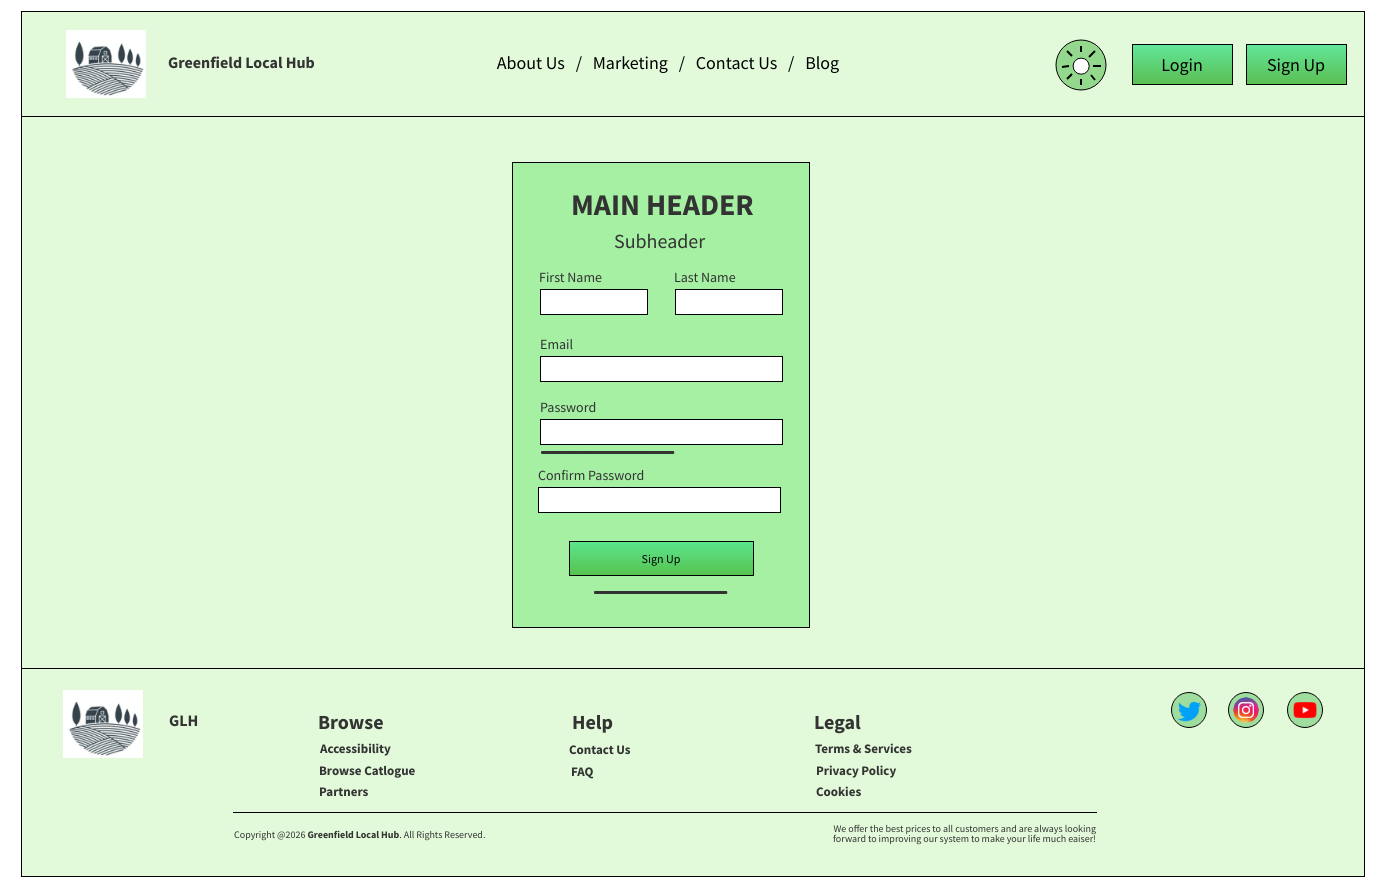 Greenfield Local Hub
About Us / Marketing / Contact Us / Blog
Login
Sign Up
MAIN HEADER
Subheader
First Name
Last Name
Email
Password
Confirm Password
Sign Up
GLH
Browse
Accessibility
Browse Catlogue
Partners
Help
Contact Us
FAQ
Legal
Terms & Services
Privacy Policy
Cookies
Copyright @2026 Greenfield Local Hub. All Rights Reserved.
We offer the best prices to all customers and are always looking
forward to improving our system to make your life much eaiser!